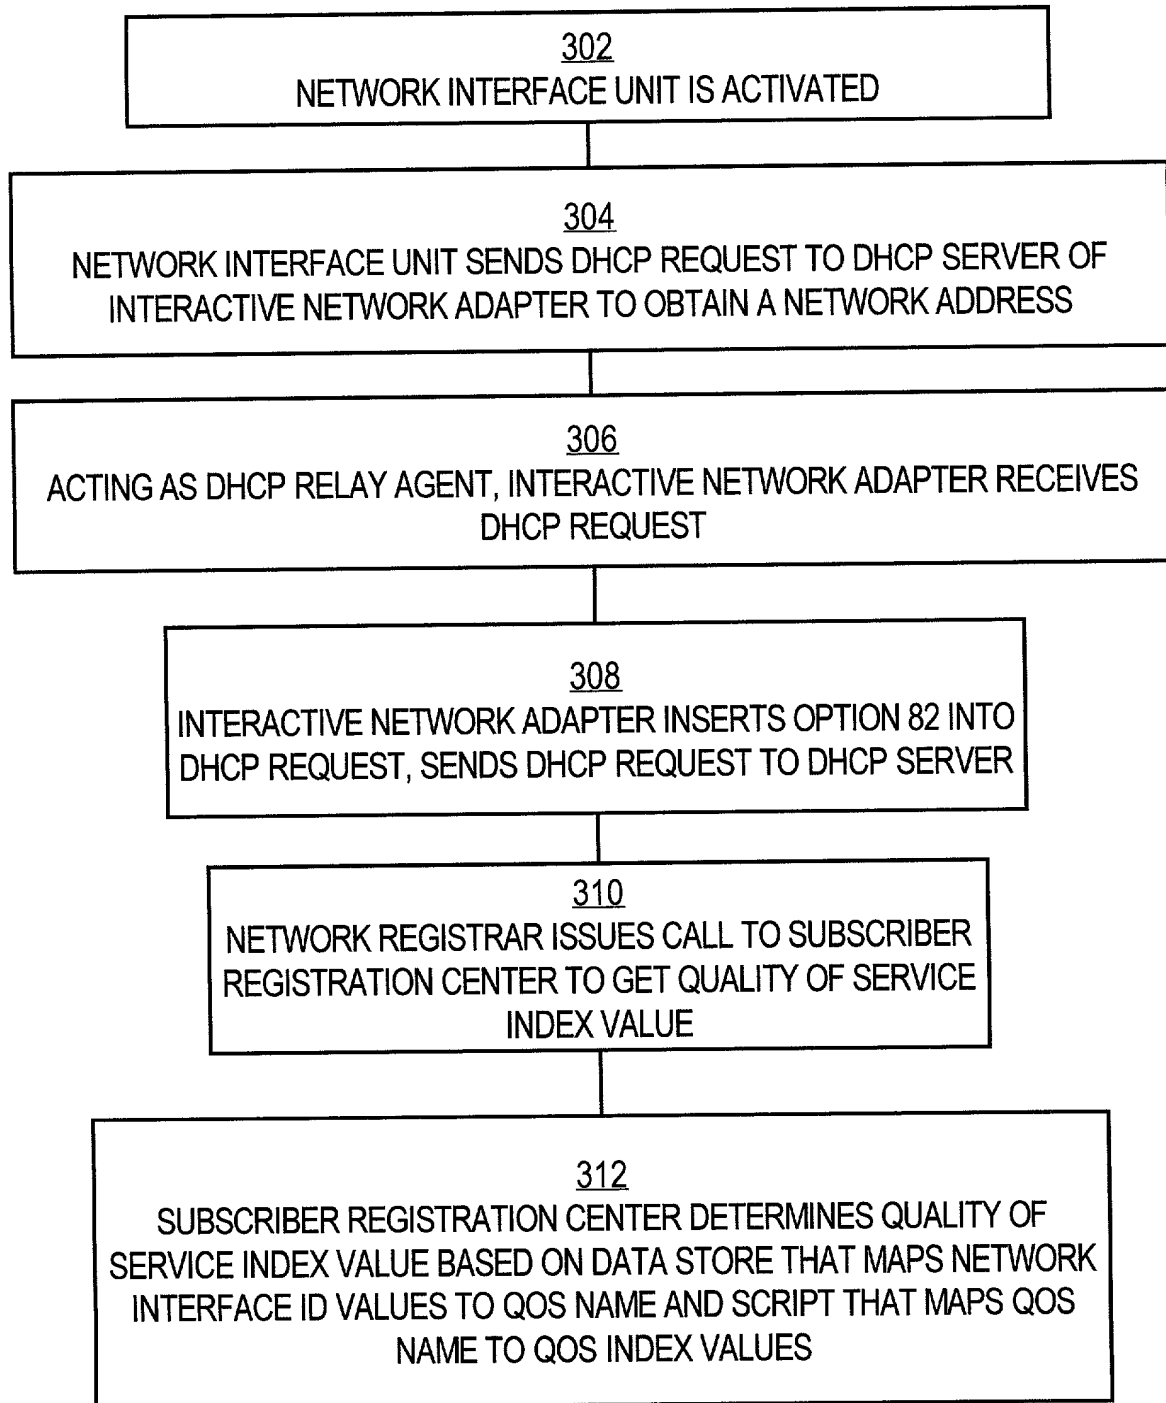 302
NETWORK INTERFACE UNIT IS ACTIVATED
304
NETWORK INTERFACE UNIT SENDS DHCP REQUEST TO DHCP SERVER OF
INTERACTIVE NETWORK ADAPTER TO OBTAIN A NETWORK ADDRESS
306
ACTING AS DHCP RELAY AGENT, INTERACTIVE NETWORK ADAPTER RECEIVES
DHCP REQUEST
308
INTERACTIVE NETWORK ADAPTER INSERTS OPTION 82 INTO
DHCP REQUEST, SENDS DHCP REQUEST TO DHCP SERVER
310
NETWORK REGISTRAR ISSUES CALL TO SUBSCRIBER
REGISTRATION CENTER TO GET QUALITY OF SERVICE
INDEX VALUE
312
SUBSCRIBER REGISTRATION CENTER DETERMINES QUALITY OF
SERVICE INDEX VALUE BASED ON DATA STORE THAT MAPS NETWORK
INTERFACE ID VALUES TO QOS NAME AND SCRIPT THAT MAPS QOS
NAME TO QOS INDEX VALUES